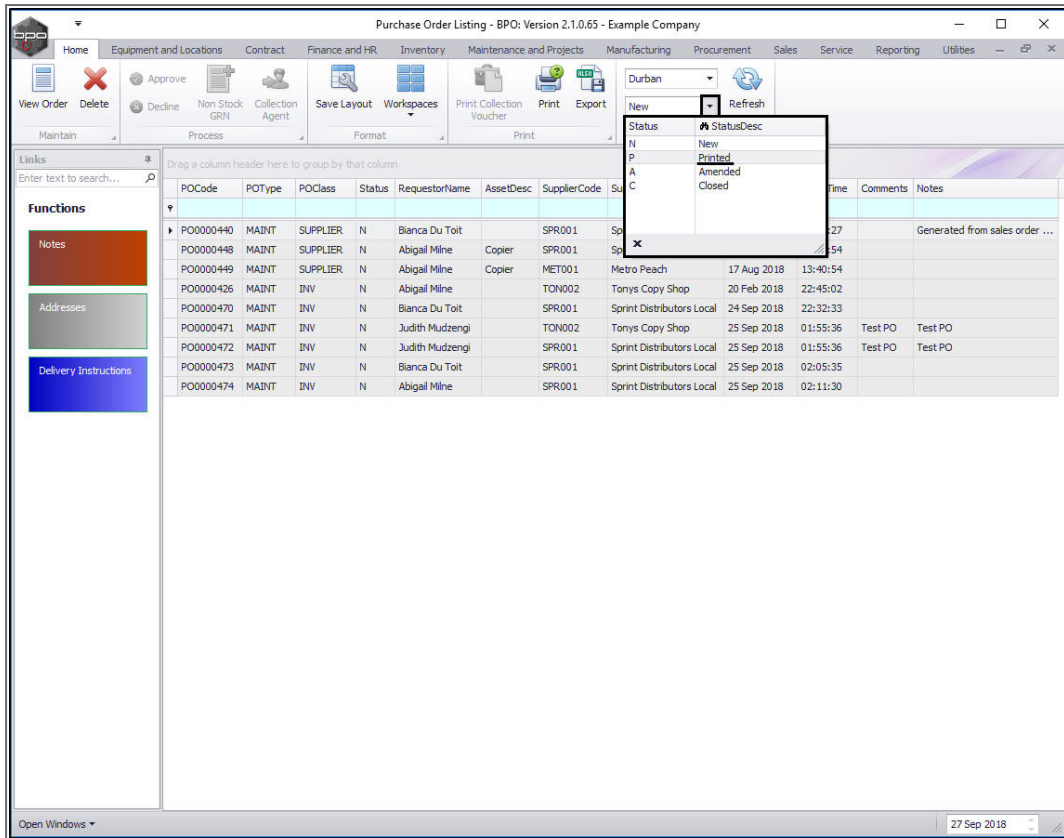 Purchase Order Listing - BPO: Version 2.1.0.65 - Example Company
bpo
Home Equipment and Locations Contract Finance and HR Inventory Maintenance and Projects Manufacturing Procurement Sales Service Reporting Utilities
View Order Delete Approve Decline Non Stock GRN Collection Agent Save Layout Workspaces Print Collection Voucher Print Export Durban New Refresh
Maintain Process Format Print
Status StatusDesc
N New
P Printed
A Amended
C Closed
Links
Enter text to search...
Functions
Notes
Addresses
Delivery Instructions
Drag a column header here to group by that column
POCode POType POClass Status RequestorName AssetDesc SupplierCode Su Time Comments Notes
PO0000440 MAINT SUPPLIER N Bianca Du Toit SPR001 Sp :27 Generated from sales order ...
PO0000448 MAINT SUPPLIER N Abigail Milne Copier SPR001 Sp :54
PO0000449 MAINT SUPPLIER N Abigail Milne Copier MET001 Metro Peach 17 Aug 2018 13:40:54
PO0000426 MAINT INV N Abigail Milne TON002 Tonys Copy Shop 20 Feb 2018 22:45:02
PO0000470 MAINT INV N Bianca Du Toit SPR001 Sprint Distributors Local 24 Sep 2018 22:32:33
PO0000471 MAINT INV N Judith Mudzengi TON002 Tonys Copy Shop 25 Sep 2018 01:55:36 Test PO Test PO
PO0000472 MAINT INV N Judith Mudzengi SPR001 Sprint Distributors Local 25 Sep 2018 01:55:36 Test PO Test PO
PO0000473 MAINT INV N Bianca Du Toit SPR001 Sprint Distributors Local 25 Sep 2018 02:05:35
PO0000474 MAINT INV N Abigail Milne SPR001 Sprint Distributors Local 25 Sep 2018 02:11:30
Open Windows
27 Sep 2018